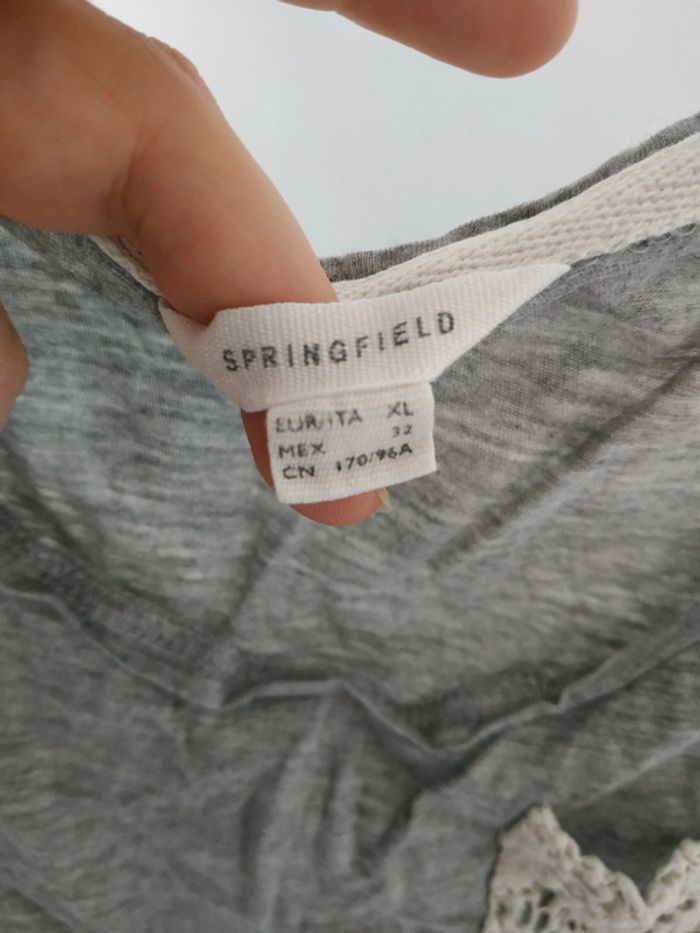 SPRINGFIELD
EUR/ITA XL
MEX 32
CN 170/96A